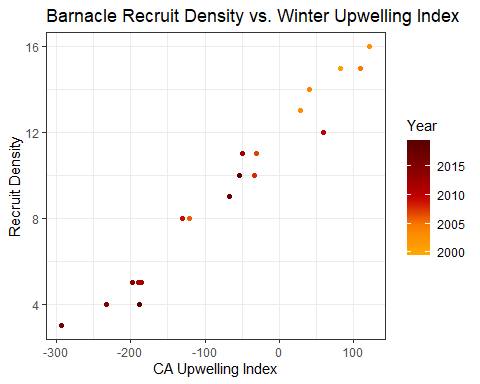 Barnacle Recruit Density vs. Winter Upwelling Index
16
12
8
4
Recruit Density
-300 -200 -100 0 100
CA Upwelling Index
Year
2015
2010
2005
2000